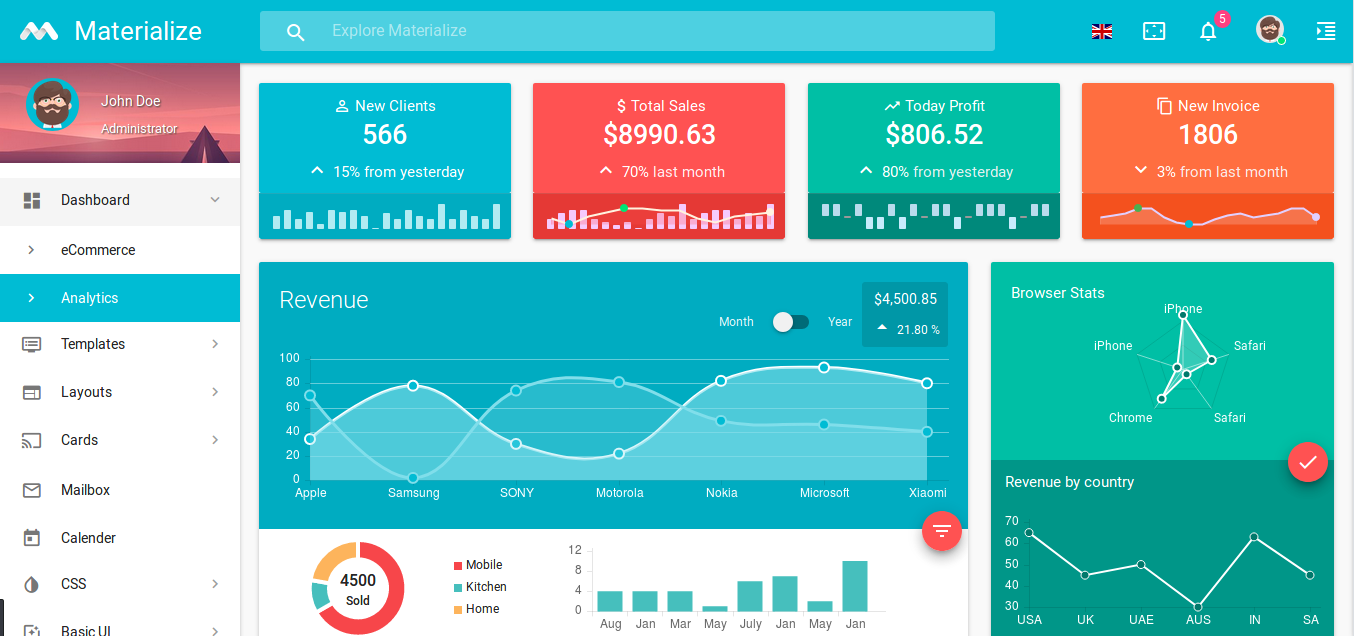 Materialize
Explore Materialize
5
John Doe
Administrator
Dashboard
eCommerce
Analytics
Templates
Layouts
Cards
Mailbox
Calender
CSS
Basic UI
New Clients
566
15% from yesterday
$ Total Sales
$8990.63
70% last month
Today Profit
$806.52
80% from yesterday
New Invoice
1806
3% from last month
Revenue
Month Year
$4,500.85
21.80 %
100
80
60
40
20
0
Apple Samsung SONY Motorola Nokia Microsoft Xiaomi
4500
Sold
Mobile
Kitchen
Home
12
8
4
0
Aug Jan Mar May July Jan May Jan
Browser Stats
iPhone
iPhone Safari
Chrome Safari
Revenue by country
70
60
50
40
30
USA UK UAE AUS IN SA